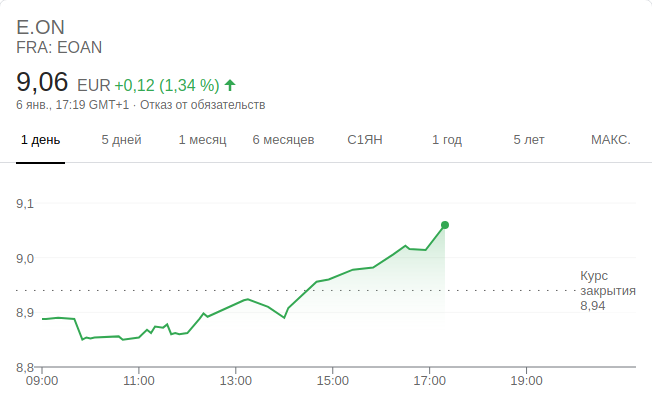 E.ON
FRA: EOAN
9,06 EUR +0,12 (1,34 %)
6 янв., 17:19 GMT+1 · Отказ от обязательств
1 день 5 дней 1 месяц 6 месяцев С1ЯН 1 год 5 лет МАКС.
9,1
9,0
Курс
закрытия
8,94
8,9
8,8
09:00 11:00 13:00 15:00 17:00 19:00